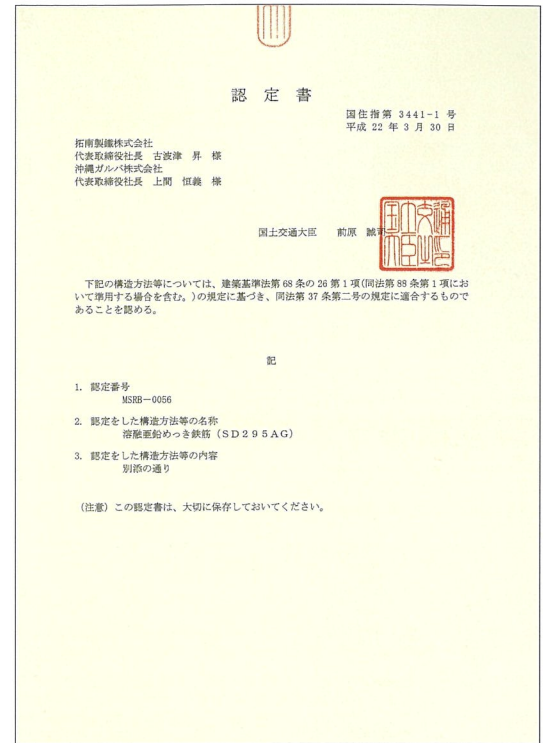 認 定 書
国住指第 3441-1 号
平成 22 年 3 月 30 日
拓南製鐵株式会社
代表取締役社長 古波津 昇 様
沖縄ガルバ株式会社
代表取締役社長 上間 恒義 様
国土交通大臣 前原 誠司
下記の構造方法等については、建築基準法第 68 条の 26 第 1 項(同法第 88 条第 1 項にお
いて準用する場合を含む。)の規定に基づき、同法第 37 条第二号の規定に適合するもので
あることを認める。
記
1. 認定番号
MSRB-0056
2. 認定をした構造方法等の名称
溶融亜鉛めっき鉄筋(SD295AG)
3. 認定をした構造方法等の内容
別添の通り
(注意)この認定書は、大切に保存しておいてください。